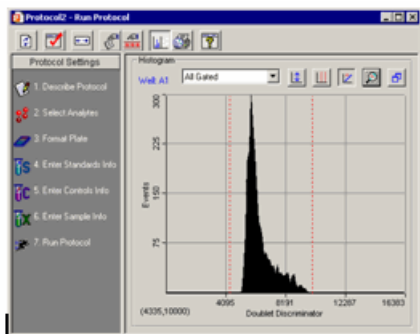 Protocol2 - Run Protocol
Protocol Settings
1. Describe Protocol
2. Select Analytes
3. Format Plate
4. Enter Standards Info
5. Enter Controls Info
6. Enter Sample Info
7. Run Protocol
Histogram
Well: A1
All Gated
300
225
150
75
Events
4095
8191
12287
16383
(4335,10000)
Doublet Discriminator